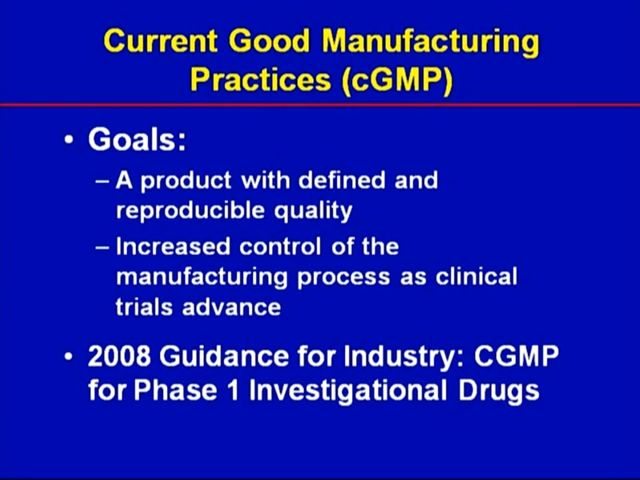 Current Good Manufacturing
Practices (cGMP)
• Goals:
– A product with defined and
reproducible quality
– Increased control of the
manufacturing process as clinical
trials advance
• 2008 Guidance for Industry: CGMP
for Phase 1 Investigational Drugs